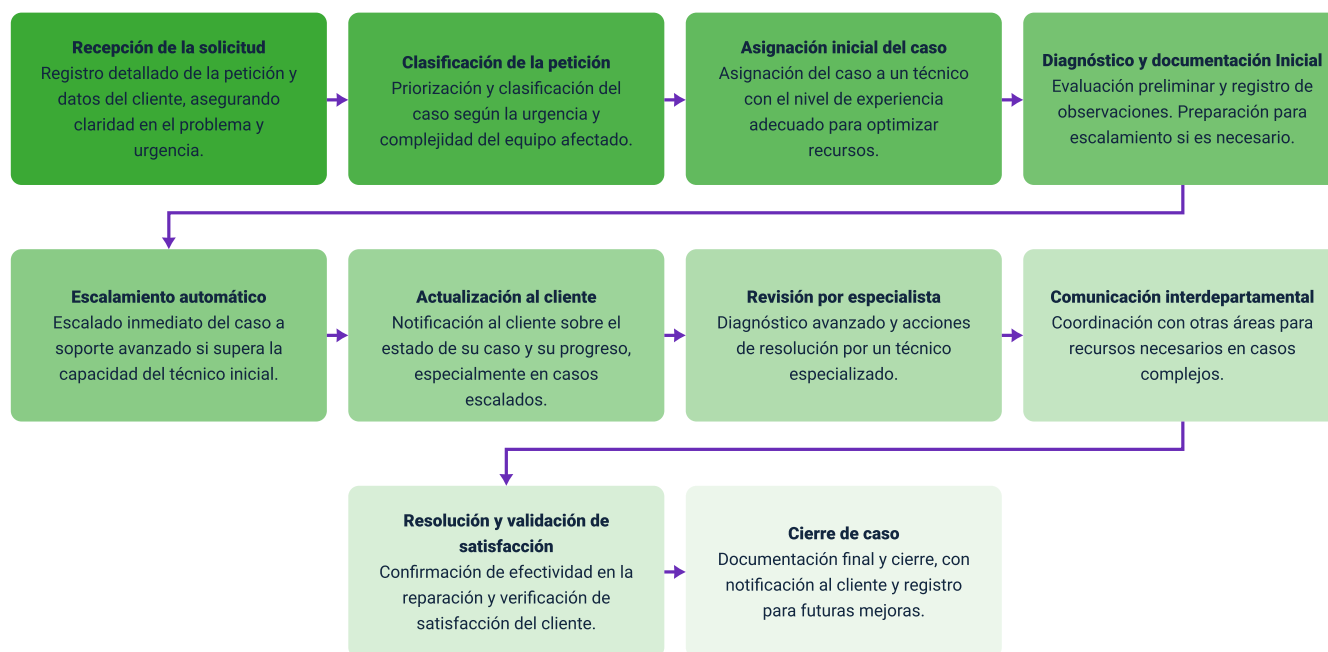 Recepción de la solicitud
Registro detallado de la petición y
datos del cliente, asegurando
claridad en el problema y
urgencia.
Clasificación de la petición
Priorización y clasificación del
caso según la urgencia y
complejidad del equipo afectado.
Asignación inicial del caso
Asignación del caso a un técnico
con el nivel de experiencia
adecuado para optimizar
recursos.
Diagnóstico y documentación Inicial
Evaluación preliminar y registro de
observaciones. Preparación para
escalamiento si es necesario.
Escalamiento automático
Escalado inmediato del caso a
soporte avanzado si supera la
capacidad del técnico inicial.
Actualización al cliente
Notificación al cliente sobre el
estado de su caso y su progreso,
especialmente en casos
escalados.
Revisión por especialista
Diagnóstico avanzado y acciones
de resolución por un técnico
especializado.
Comunicación interdepartamental
Coordinación con otras áreas para
recursos necesarios en casos
complejos.
Resolución y validación de
satisfacción
Confirmación de efectividad en la
reparación y verificación de
satisfacción del cliente.
Cierre de caso
Documentación final y cierre, con
notificación al cliente y registro
para futuras mejoras.